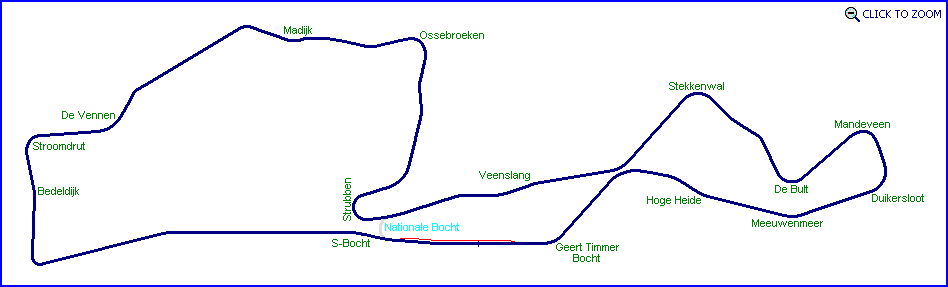 CLICK TO ZOOM
Madijk
Ossebroeken
Stekkenwal
De Vennen
Mandeveen
Stroomdrut
Veenslang
Bedeldijk
Strubben
De Bult
Hoge Heide
Duikersloot
Meeuwenmeer
Nationale Bocht
S-Bocht
Geert Timmer
Bocht